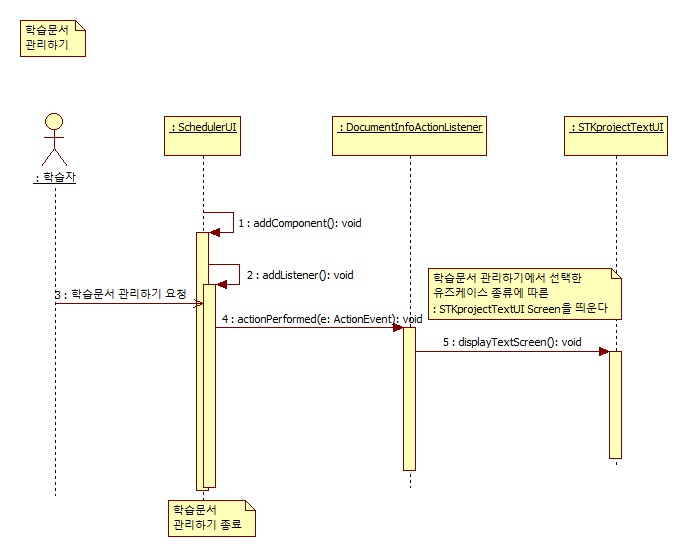 학습문서
관리하기
: 학습자
: SchedulerUI
: DocumentInfoActionListener
: STKprojectTextUI
1 : addComponent(): void
2 : addListener(): void
3 : 학습문서 관리하기 요청
학습문서 관리하기에서 선택한
유즈케이스 종류에 따른
: STKprojectTextUI Screen을 띄운다
4 : actionPerformed(e: ActionEvent): void
5 : displayTextScreen(): void
학습문서
관리하기 종료